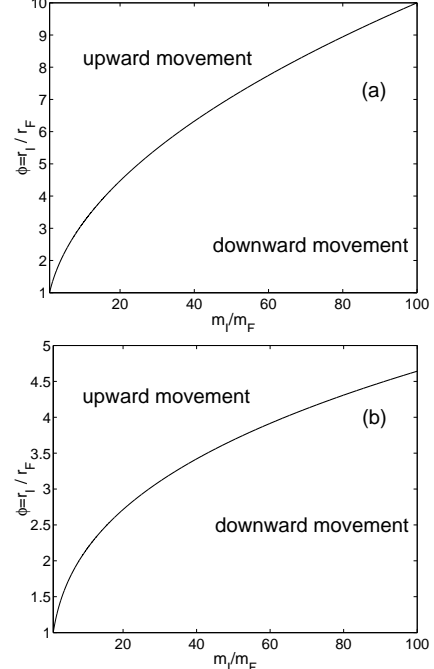 10
9
8
7
6
5
4
3
2
1
upward movement
(a)
downward movement
ϕ=r_I / r_F
20 40 60 80 100
m_I/m_F
5
4.5
4
3.5
3
2.5
2
1.5
1
upward movement
(b)
downward movement
ϕ=r_I / r_F
20 40 60 80 100
m_I/m_F